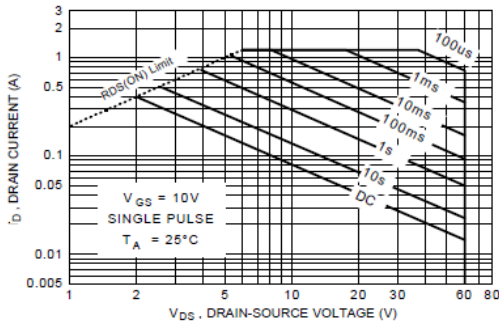 3
1
0.5
0.1
0.05
0.01
0.005
I_D, DRAIN CURRENT (A)
RDS(ON) Limit
100us
1ms
10ms
100ms
1s
10s
DC
V_GS = 10V
SINGLE PULSE
T_A = 25°C
1 2 5 10 20 30 60 80
V_DS, DRAIN-SOURCE VOLTAGE (V)